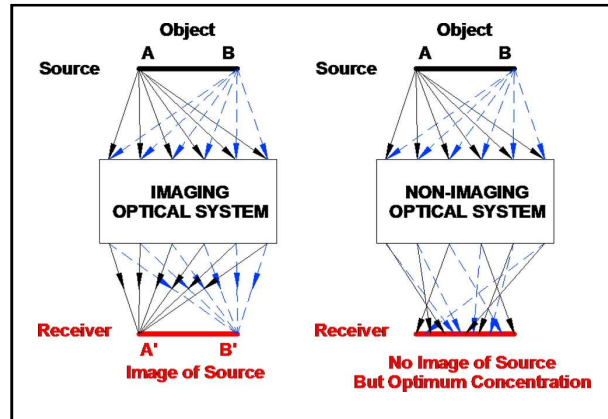 Object
A B
Source
IMAGING
OPTICAL SYSTEM
Receiver
A' B'
Image of Source
Object
A B
Source
NON-IMAGING
OPTICAL SYSTEM
Receiver
No Image of Source
But Optimum Concentration